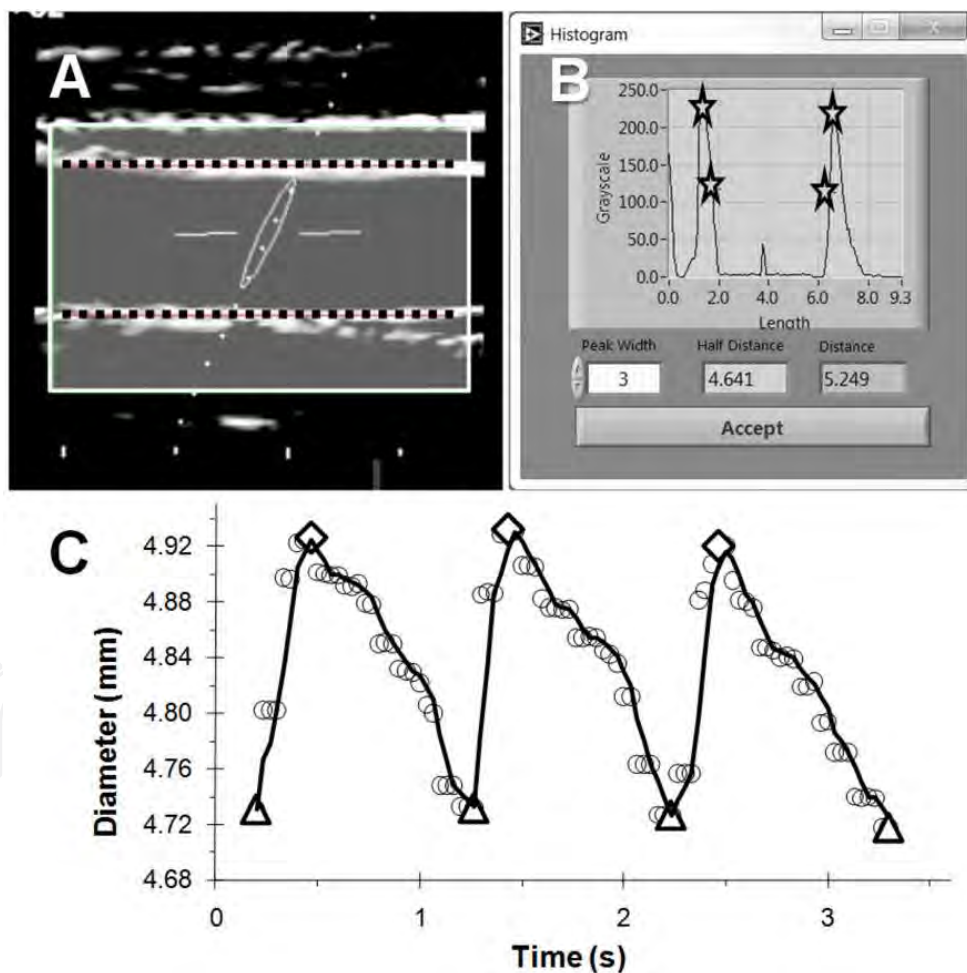 A
Histogram
B
250.0
200.0
150.0
100.0
50.0
0.0
Grayscale
0.0 2.0 4.0 6.0 8.0 9.3
Length
Peak Width Half Distance Distance
3 4.641 5.249
Accept
C
4.92
4.88
4.84
4.80
4.76
4.72
4.68
Diameter (mm)
0 1 2 3
Time (s)